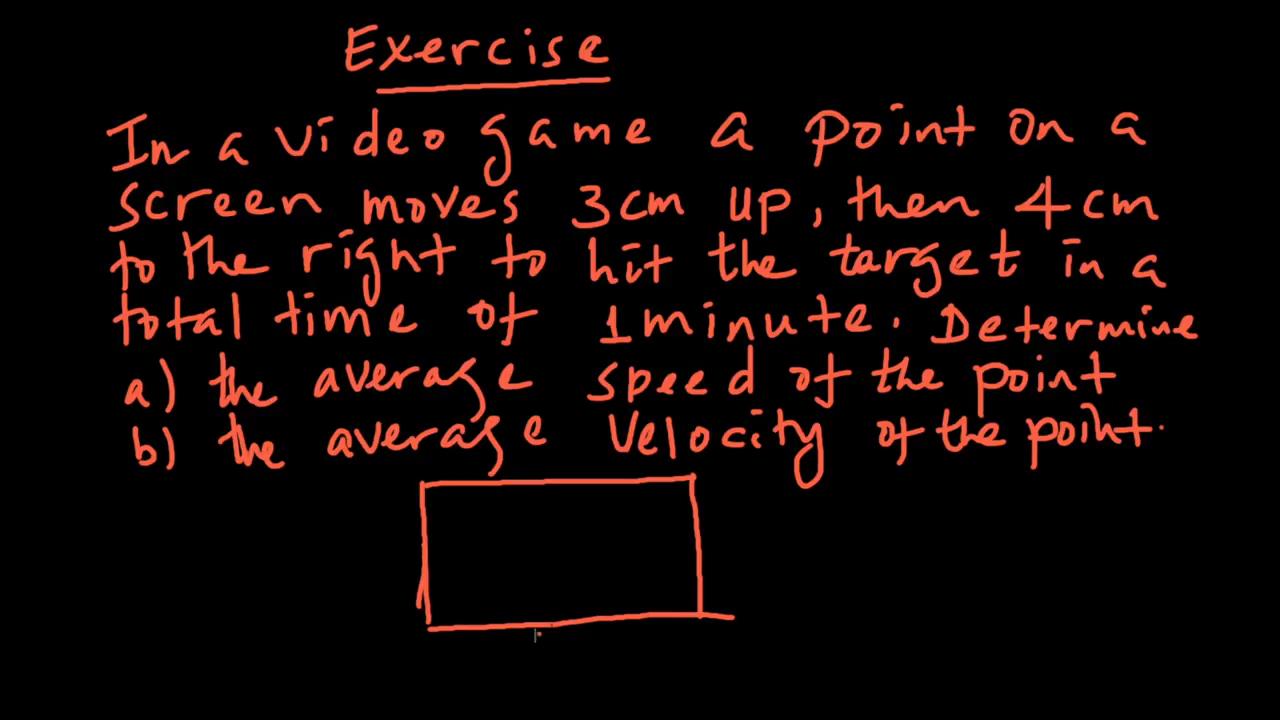 Exercise
In a video game a point on a
screen moves 3cm up, then 4cm
to the right to hit the target in a
total time of 1minute. Determine
a) the average speed of the point
b) the average velocity of the point.